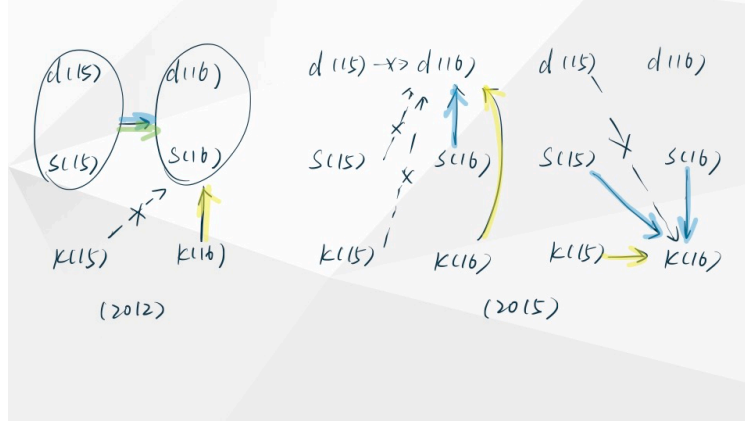 d(15) d(16) d(15) d(16) d(15) d(16)
x
x
S(15) S(16) S(15) S(16) S(15) S(16)
x
x
x
K(15) K(16) K(15) K(16) K(15) K(16)
(2012) (2015)